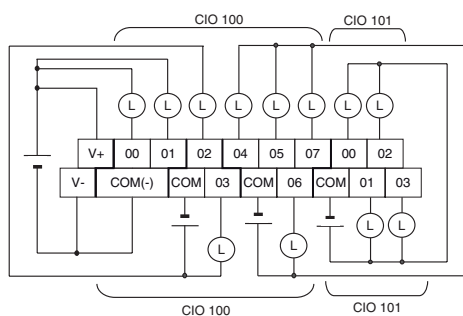 CIO 100 CIO 101
L L L L L L L L
V+ 00 01 02 04 05 07 00 02
V- COM(-) COM 03 COM 06 COM 01 03
L L
L L
CIO 100 CIO 101